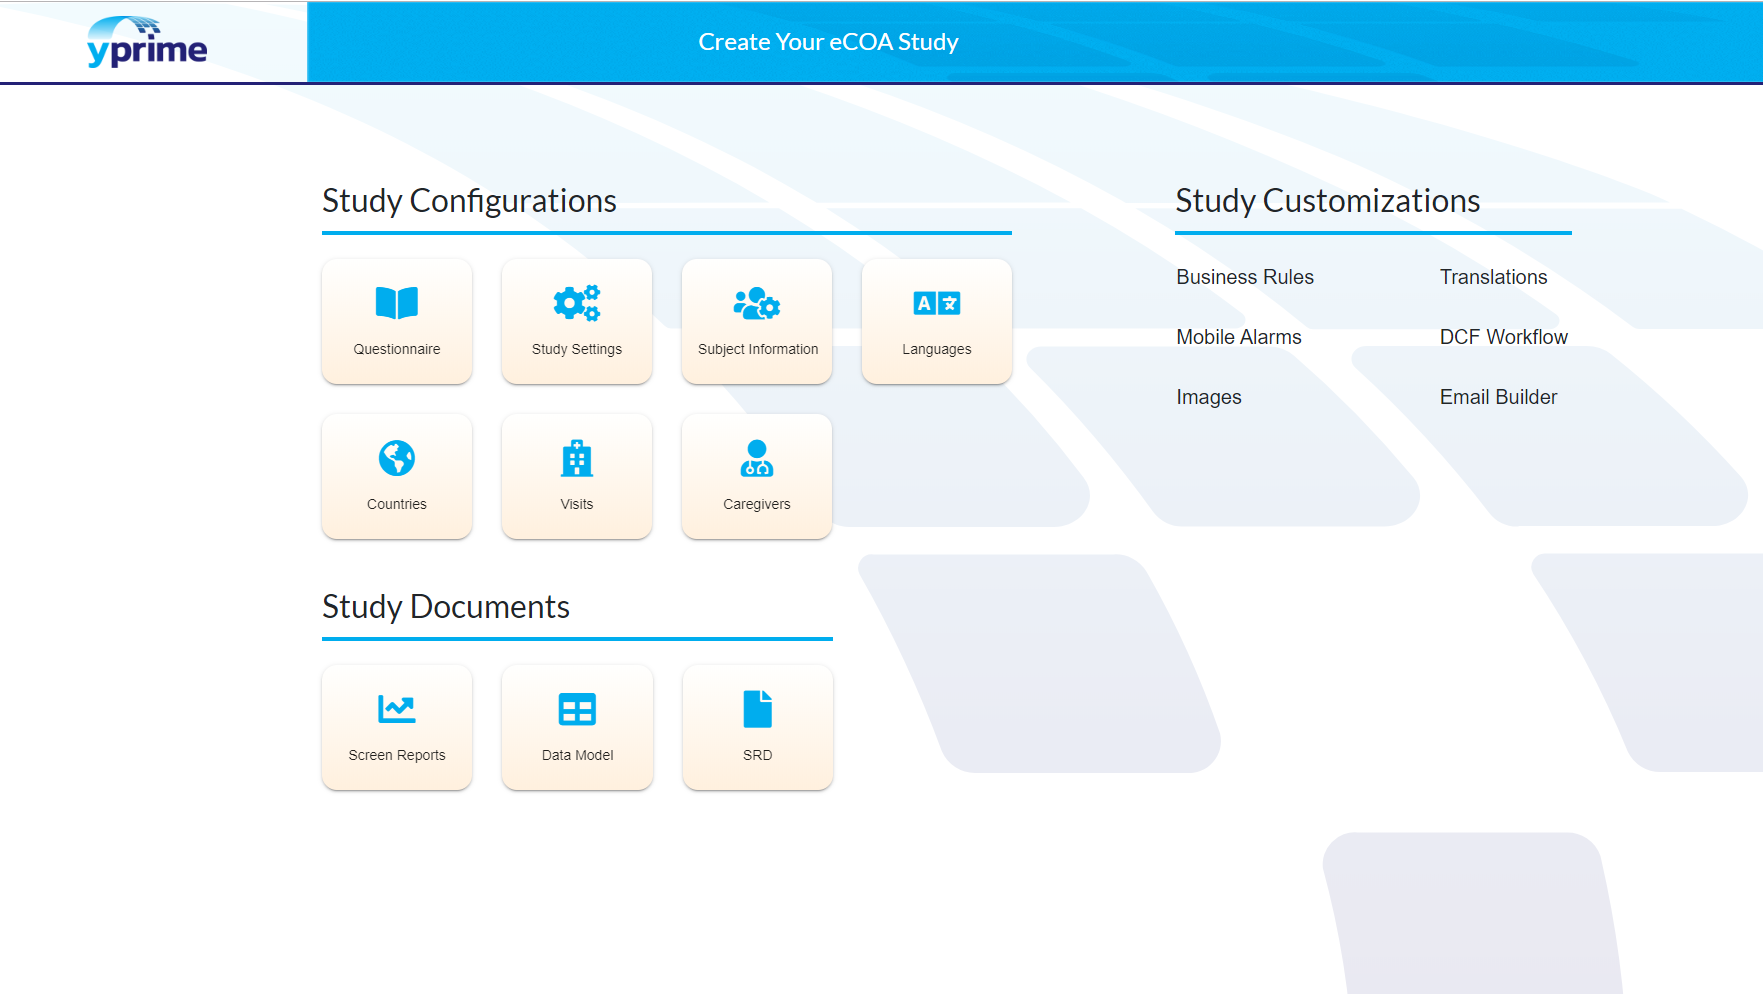 yprime
Create Your eCOA Study
Study Configurations
Questionnaire
Study Settings
Subject Information
A
Languages
Countries
Visits
Caregivers
Study Documents
Screen Reports
Data Model
SRD
Study Customizations
Business Rules
Translations
Mobile Alarms
DCF Workflow
Images
Email Builder